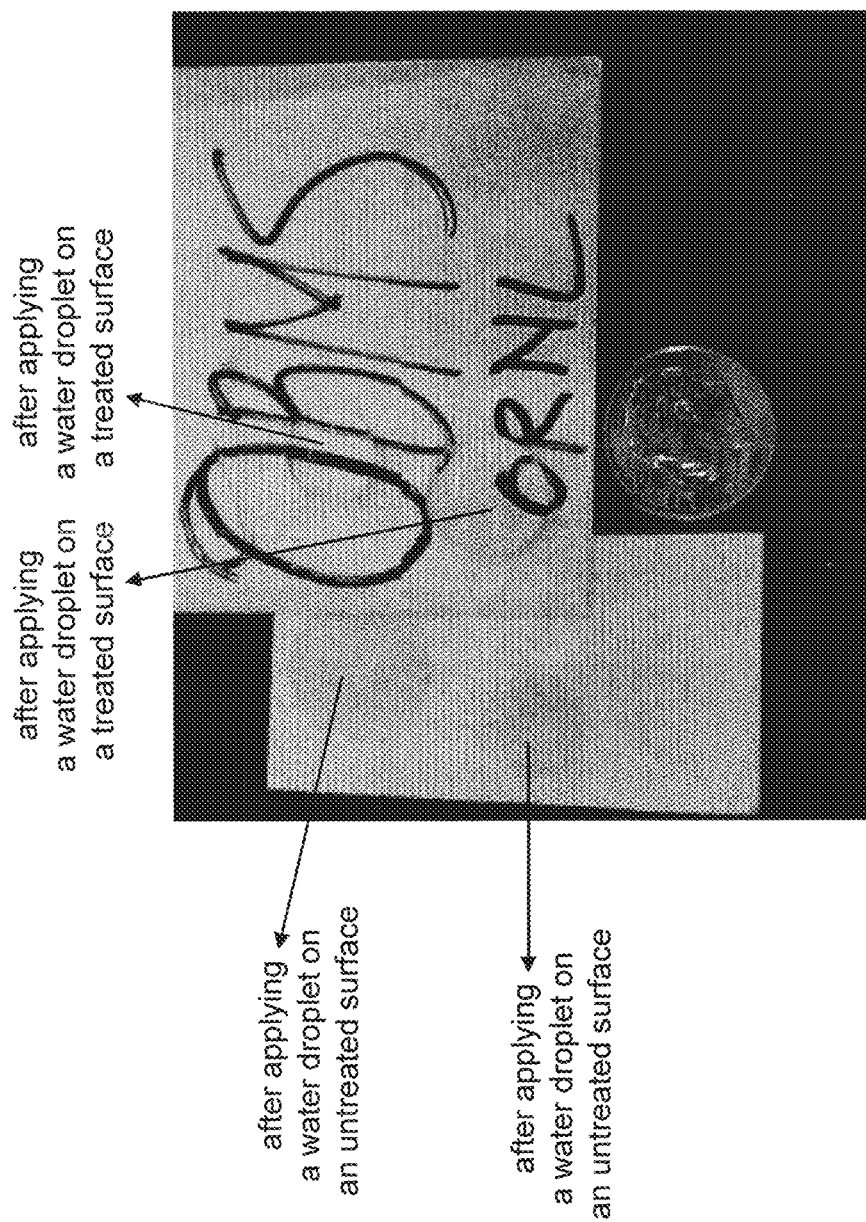 after applying
a water droplet on
a treated surface
after applying
a water droplet on
a treated surface
OBMS
ORNL
after applying
a water droplet on
an untreated surface
after applying
a water droplet on
an untreated surface